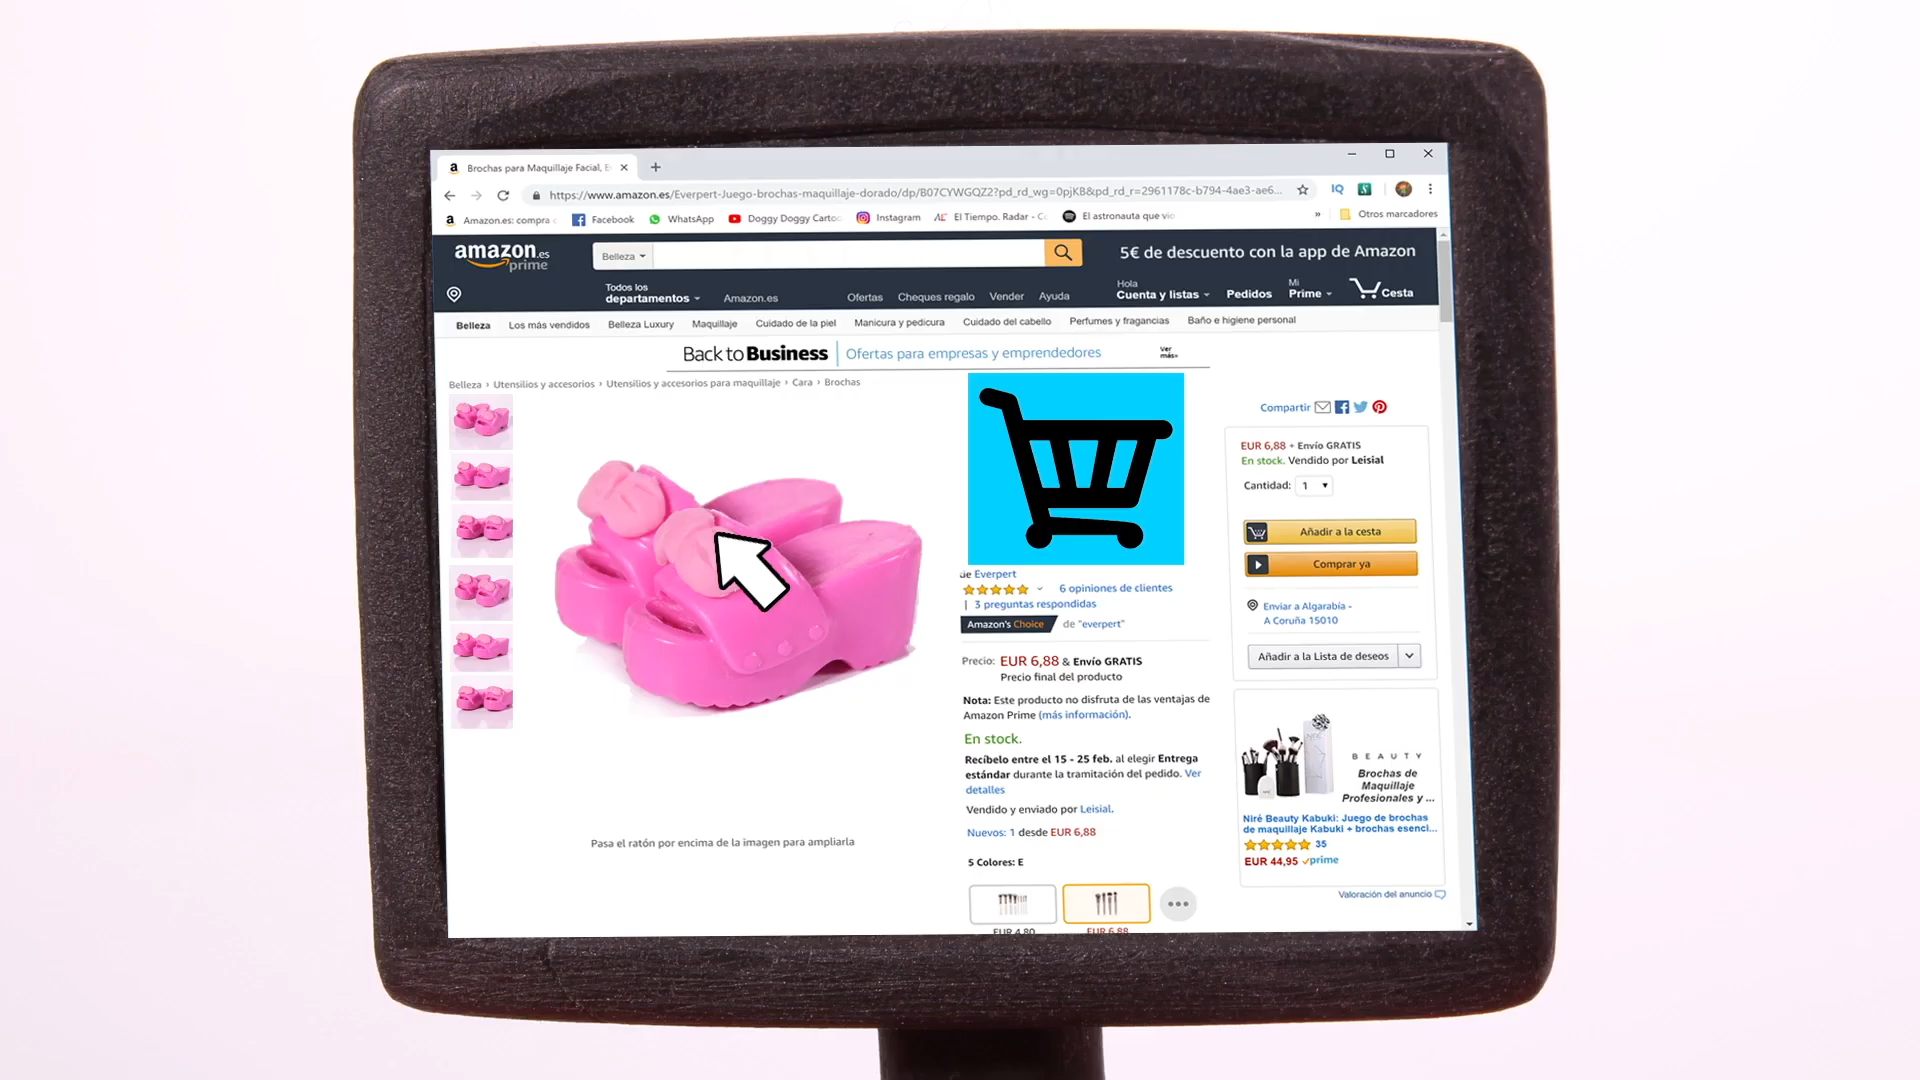 Brochas para Maquillaje Facial, E
https://www.amazon.es/Everpert-Juego-brochas-maquillaje-dorado/dp/B07CYWGQZ2?pd_rd_wg=0pjKB&pd_rd_r=2961178c-b794-4ae3-ae6...
Amazon.es: compra Facebook WhatsApp Doggy Doggy Cartoo Instagram El Tiempo. Radar - C El astronauta que vio » Otros marcadores
amazon.es
prime
Belleza
5€ de descuento con la app de Amazon
Todos los
departamentos
Amazon.es
Ofertas Cheques regalo Vender Ayuda
Hola
Cuenta y listas
Pedidos
Mi
Prime
Cesta
Belleza Los más vendidos Belleza Luxury Maquillaje Cuidado de la piel Manicura y pedicura Cuidado del cabello Perfumes y fragancias Baño e higiene personal
Back to Business Ofertas para empresas y emprendedores
Ver
más»
Belleza › Utensilios y accesorios › Utensilios y accesorios para maquillaje › Cara › Brochas
Pasa el ratón por encima de la imagen para ampliarla
de Everpert
6 opiniones de clientes
| 3 preguntas respondidas
Amazon's Choice de "everpert"
Precio: EUR 6,88 & Envío GRATIS
Precio final del producto
Nota: Este producto no disfruta de las ventajas de
Amazon Prime (más información).
En stock.
Recíbelo entre el 15 - 25 feb. al elegir Entrega
estándar durante la tramitación del pedido. Ver
detalles
Vendido y enviado por Leisial.
Nuevos: 1 desde EUR 6,88
5 Colores: E
EUR 4,80 EUR 6,88
Compartir
EUR 6,88 + Envío GRATIS
En stock. Vendido por Leisial
Cantidad: 1
Añadir a la cesta
Comprar ya
Enviar a Algarabía -
A Coruña 15010
Añadir a la Lista de deseos
BEAUTY
Brochas de
Maquillaje
Profesionales y ...
Niré Beauty Kabuki: Juego de brochas
de maquillaje Kabuki + brochas esenci...
35
EUR 44,95 prime
Valoración del anuncio